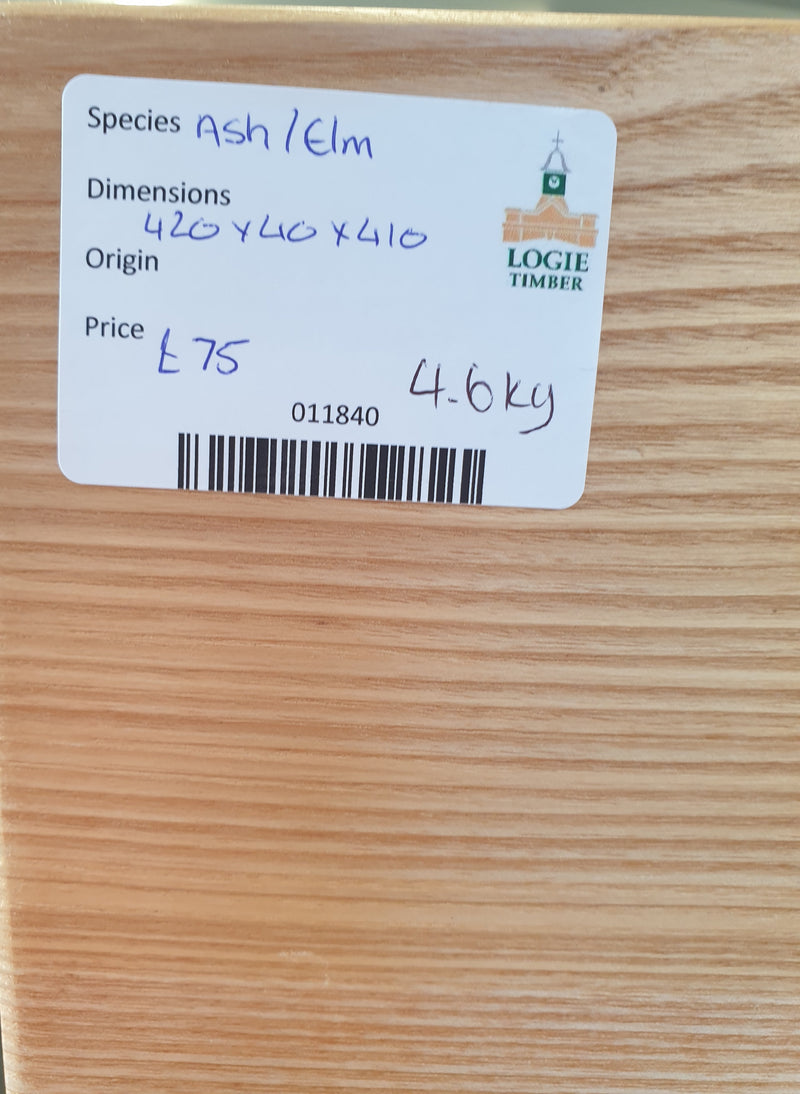 Species Ash / Elm
Dimensions
420 x 40 x 410
Origin
LOGIE
TIMBER
Price £75
4.6kg
011840